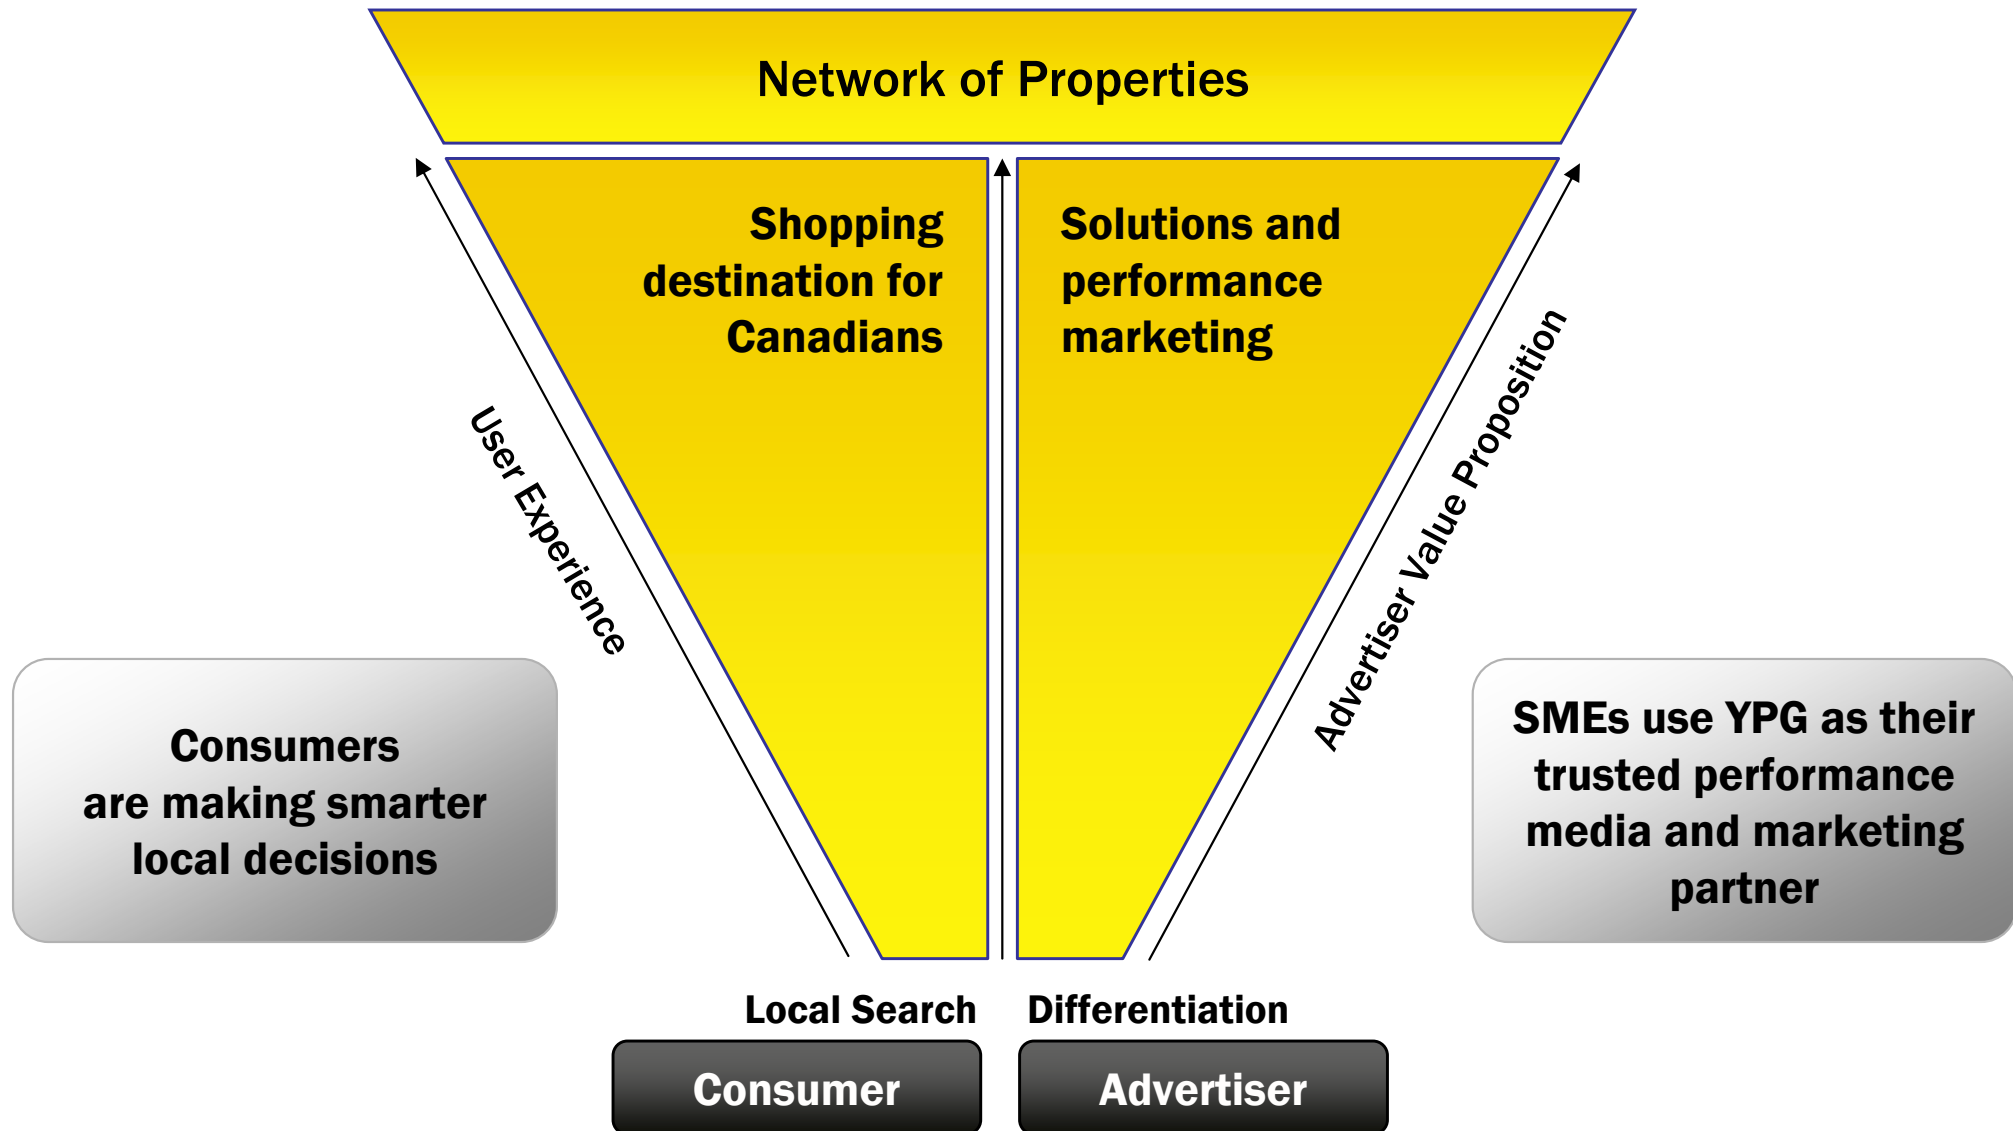 Network of Properties
Shopping
destination for
Canadians
Solutions and
performance
marketing
User Experience
Advertiser Value Proposition
Consumers
are making smarter
local decisions
SMEs use YPG as their
trusted performance
media and marketing
partner
Local Search
Differentiation
Consumer
Advertiser